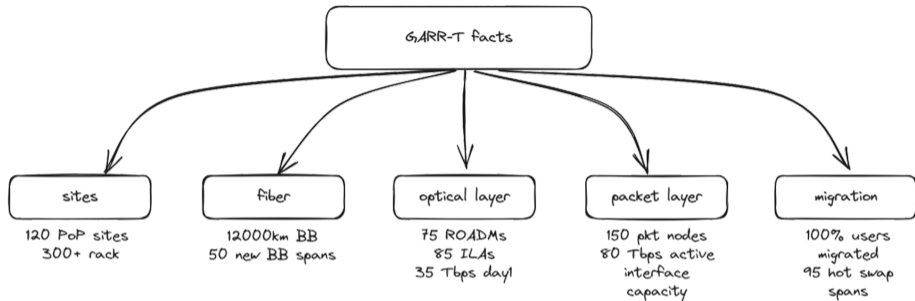 GARR-T facts
sites
120 PoP sites
300+ rack
fiber
12000km BB
50 new BB spans
optical layer
75 ROADMs
85 ILAs
35 Tbps day1
packet layer
150 pkt nodes
80 Tbps active
interface
capacity
migration
100% users
migrated
95 hot swap
spans